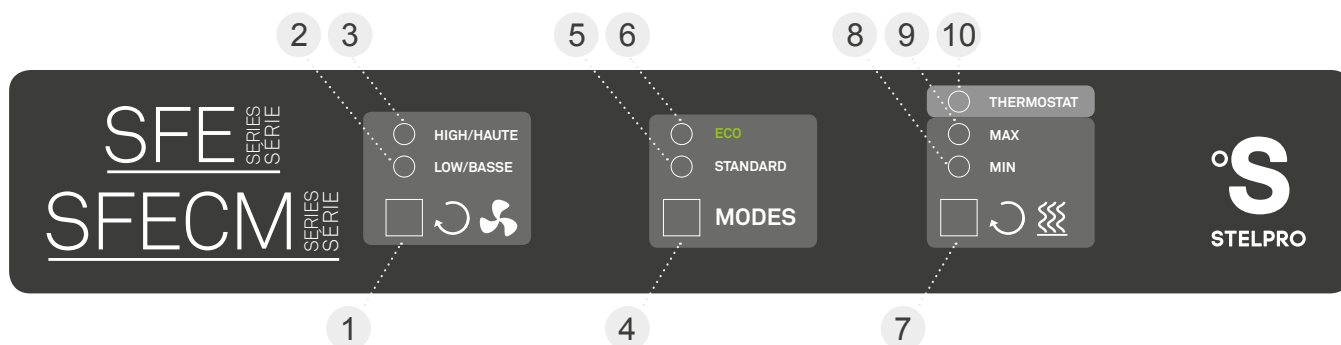 2 3 5 6 8 9 10
SFE SERIES SÉRIE
SFECM SERIES SÉRIE
HIGH/HAUTE
LOW/BASSE
ECO
STANDARD
MODES
THERMOSTAT
MAX
MIN
°S
STELPRO
1 4 7